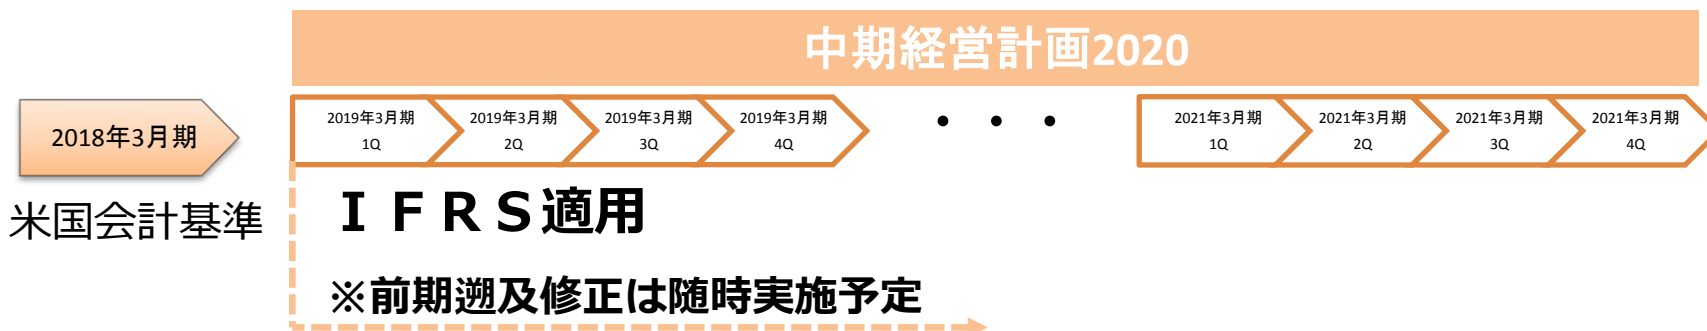 中期経営計画2020
2018年3月期
2019年3月期
1Q
2019年3月期
2Q
2019年3月期
3Q
2019年3月期
4Q
・・・
2021年3月期
1Q
2021年3月期
2Q
2021年3月期
3Q
2021年3月期
4Q
米国会計基準
ＩＦＲＳ適用
※前期遡及修正は随時実施予定